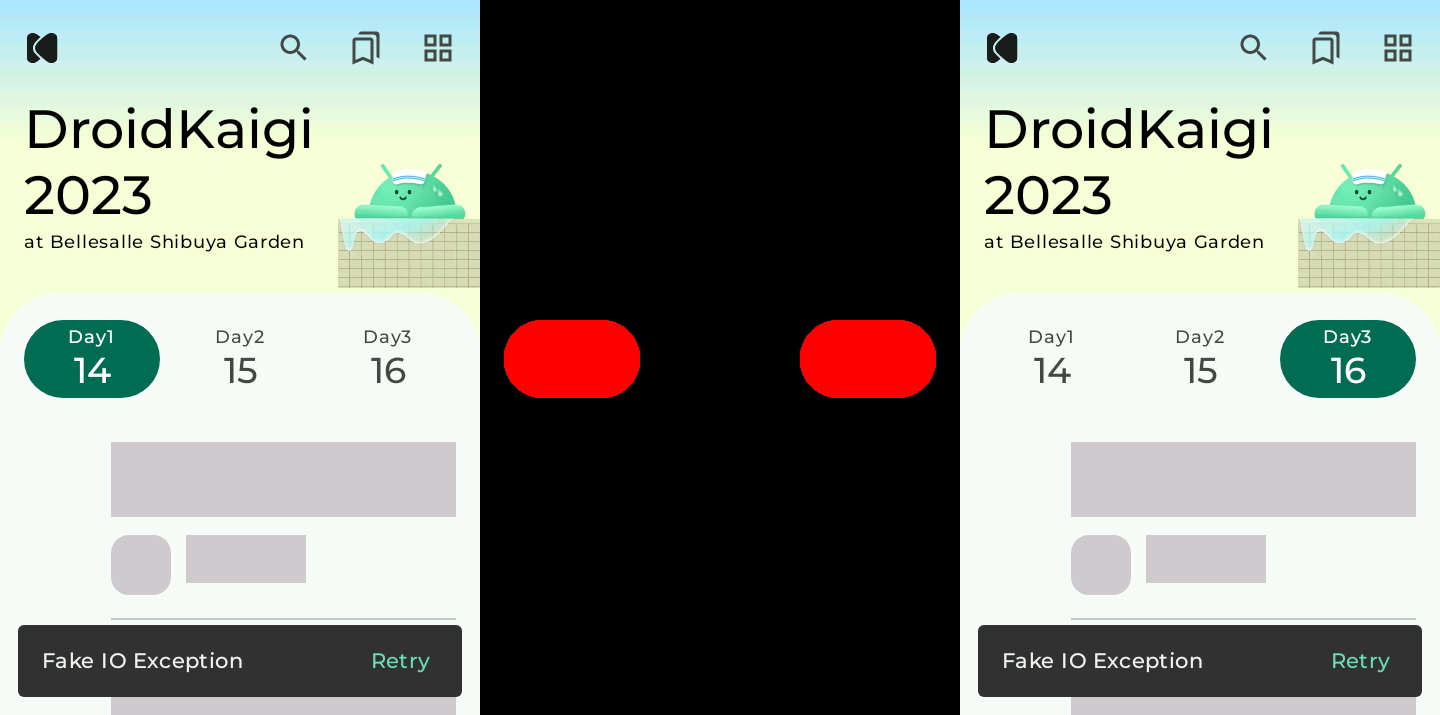 DroidKaigi
2023
at Bellesalle Shibuya Garden
Day1 Day2 Day3
14 15 16
Fake IO Exception Retry
DroidKaigi
2023
at Bellesalle Shibuya Garden
Day1 Day2 Day3
14 15 16
Fake IO Exception Retry